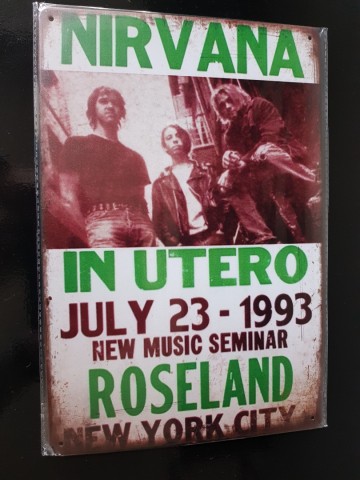 NIRVANA
IN UTERO
JULY 23 - 1993
NEW MUSIC SEMINAR
ROSELAND
NEW YORK CITY